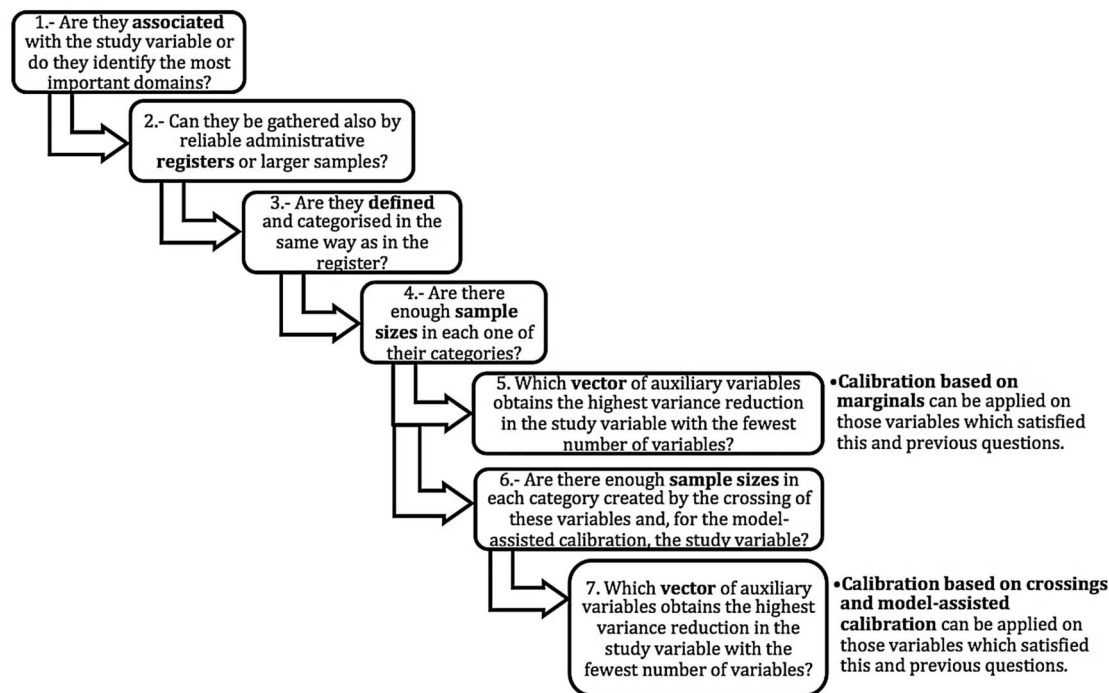 1.- Are they associated
with the study variable or
do they identify the most
important domains?
2.- Can they be gathered also by
reliable administrative
registers or larger samples?
3.- Are they defined
and categorised in the
same way as in the
register?
4.- Are there
enough sample
sizes in each one of
their categories?
5. Which vector of auxiliary variables
obtains the highest variance reduction
in the study variable with the fewest
number of variables?
•Calibration based on
marginals can be applied on
those variables which satisfied
this and previous questions.
6.- Are there enough sample sizes in
each category created by the crossing of
these variables and, for the model-
assisted calibration, the study variable?
7. Which vector of auxiliary
variables obtains the highest
variance reduction in the
study variable with the
fewest number of variables?
•Calibration based on crossings
and model-assisted
calibration can be applied on
those variables which satisfied
this and previous questions.